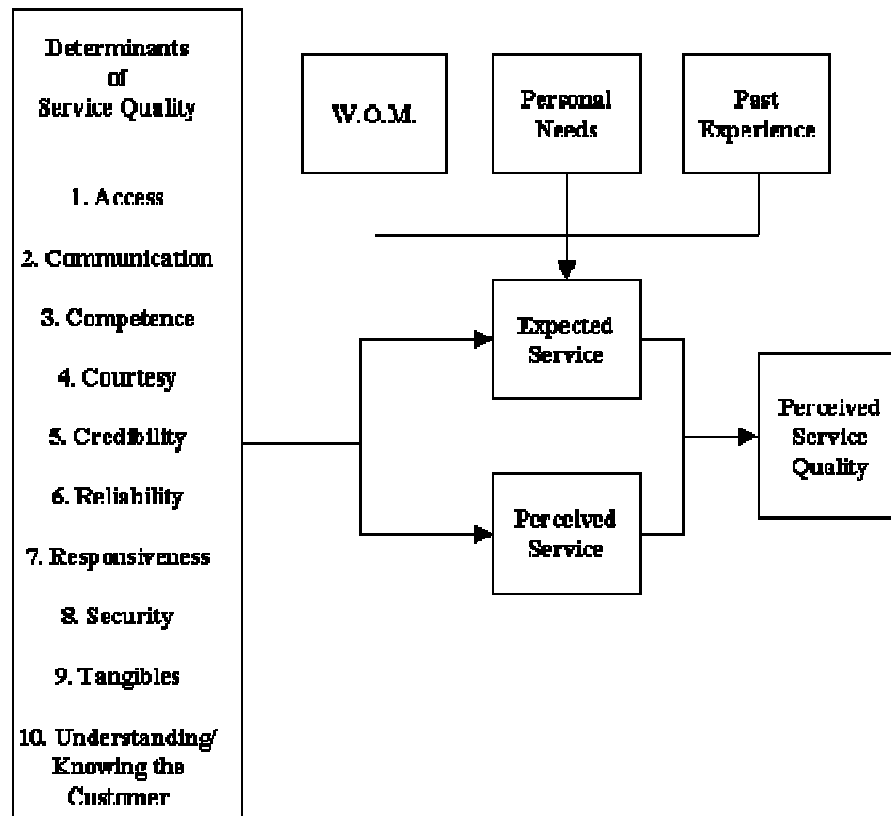 Determinants
of
Service Quality
1. Access
2. Communication
3. Competence
4. Courtesy
5. Credibility
6. Reliability
7. Responsiveness
8. Security
9. Tangibles
10. Understanding/
Knowing the
Customer
W.O.M.
Personal
Needs
Past
Experience
Expected
Service
Perceived
Service
Perceived
Service
Quality